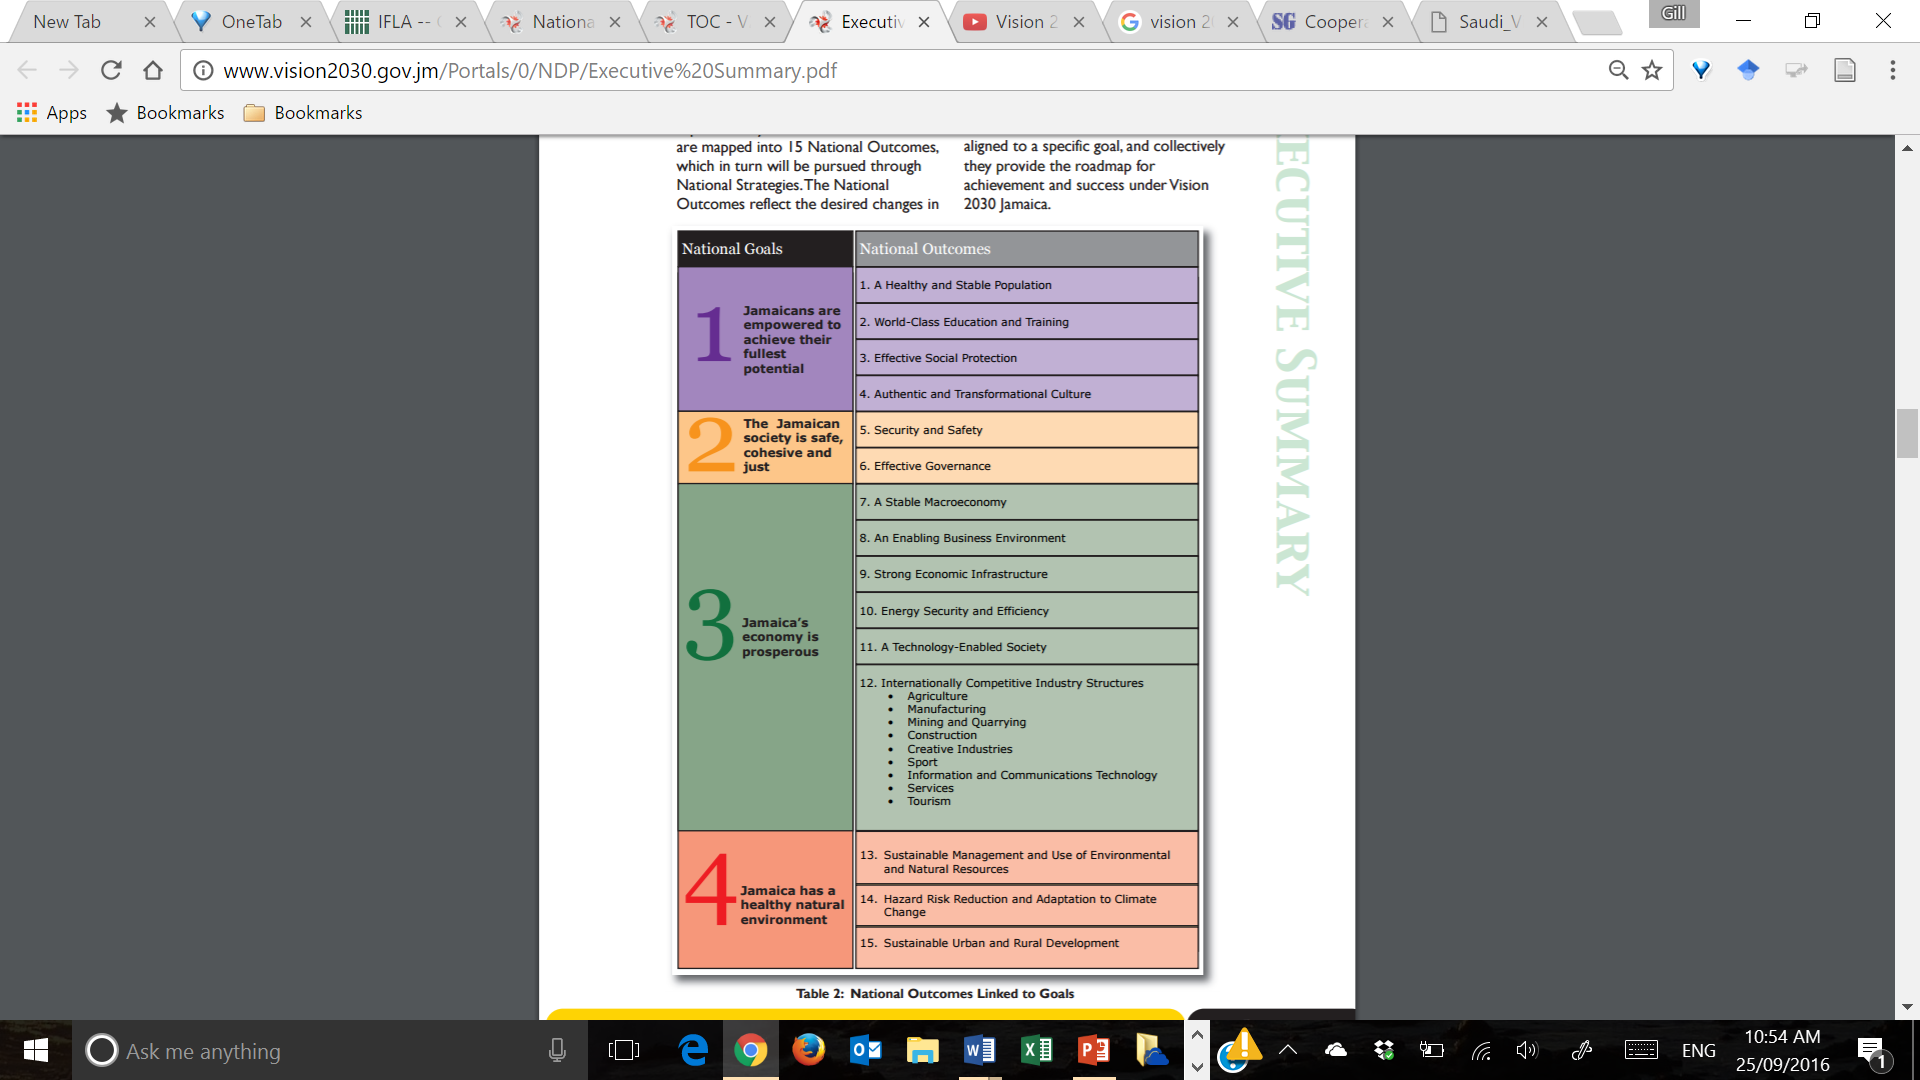 New Tab
OneTab
IFLA -- C
Nationa
TOC - V
Executiv
Vision 2
vision 2
SG Coopera
Saudi_V
Gill
www.vision2030.gov.jm/Portals/0/NDP/Executive%20Summary.pdf
Apps
Bookmarks
Bookmarks
are mapped into 15 National Outcomes,
which in turn will be pursued through
National Strategies. The National
Outcomes reflect the desired changes in
aligned to a specific goal, and collectively
they provide the roadmap for
achievement and success under Vision
2030 Jamaica.
ECUTIVE SUMMARY
National Goals
National Outcomes
1
Jamaicans are
empowered to
achieve their
fullest
potential
1. A Healthy and Stable Population
2. World-Class Education and Training
3. Effective Social Protection
4. Authentic and Transformational Culture
2
The Jamaican
society is safe,
cohesive and
just
5. Security and Safety
6. Effective Governance
3
Jamaica's
economy is
prosperous
7. A Stable Macroeconomy
8. An Enabling Business Environment
9. Strong Economic Infrastructure
10. Energy Security and Efficiency
11. A Technology-Enabled Society
12. Internationally Competitive Industry Structures
• Agriculture
• Manufacturing
• Mining and Quarrying
• Construction
• Creative Industries
• Sport
• Information and Communications Technology
• Services
• Tourism
4
Jamaica has a
healthy natural
environment
13. Sustainable Management and Use of Environmental
and Natural Resources
14. Hazard Risk Reduction and Adaptation to Climate
Change
15. Sustainable Urban and Rural Development
Table 2: National Outcomes Linked to Goals
Ask me anything
ENG
10:54 AM
25/09/2016
1